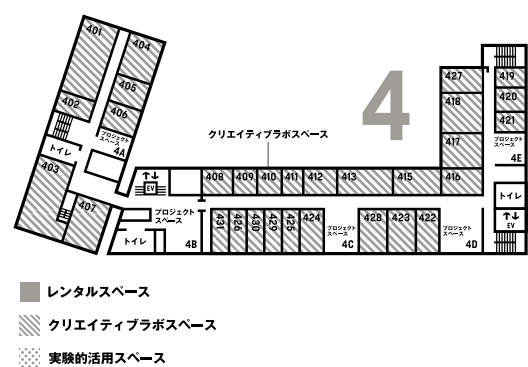 401
404
405
402
406
プロジェクト
スペース
4A
トイレ
403
407
クリエイティブラボスペース
4
427
418
417
419
420
421
プロジェクト
スペース
4E
EV
408
409
410
411
412
413
415
416
トイレ
EV
プロジェクト
スペース
4B
トイレ
431
426
430
429
425
424
プロジェクト
スペース
4C
428
423
422
プロジェクト
スペース
4D
レンタルスペース
クリエイティブラボスペース
実験的活用スペース